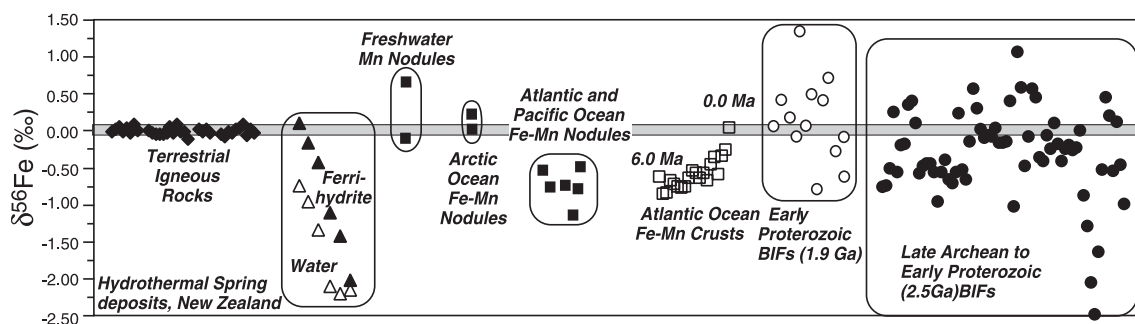 δ56Fe (‰)
1.50
0.50
0.00
-0.50
-1.00
-1.50
-2.00
-2.50
Terrestrial
Igneous
Rocks
Hydrothermal Spring
deposits, New Zealand
Ferri-
hydrite
Water
Freshwater
Mn Nodules
Arctic
Ocean
Fe-Mn
Nodules
Atlantic and
Pacific Ocean
Fe-Mn Nodules
6.0 Ma
0.0 Ma
Atlantic Ocean
Fe-Mn Crusts
Early
Proterozoic
BIFs (1.9 Ga)
Late Archean to
Early Proterozoic
(2.5Ga)BIFs